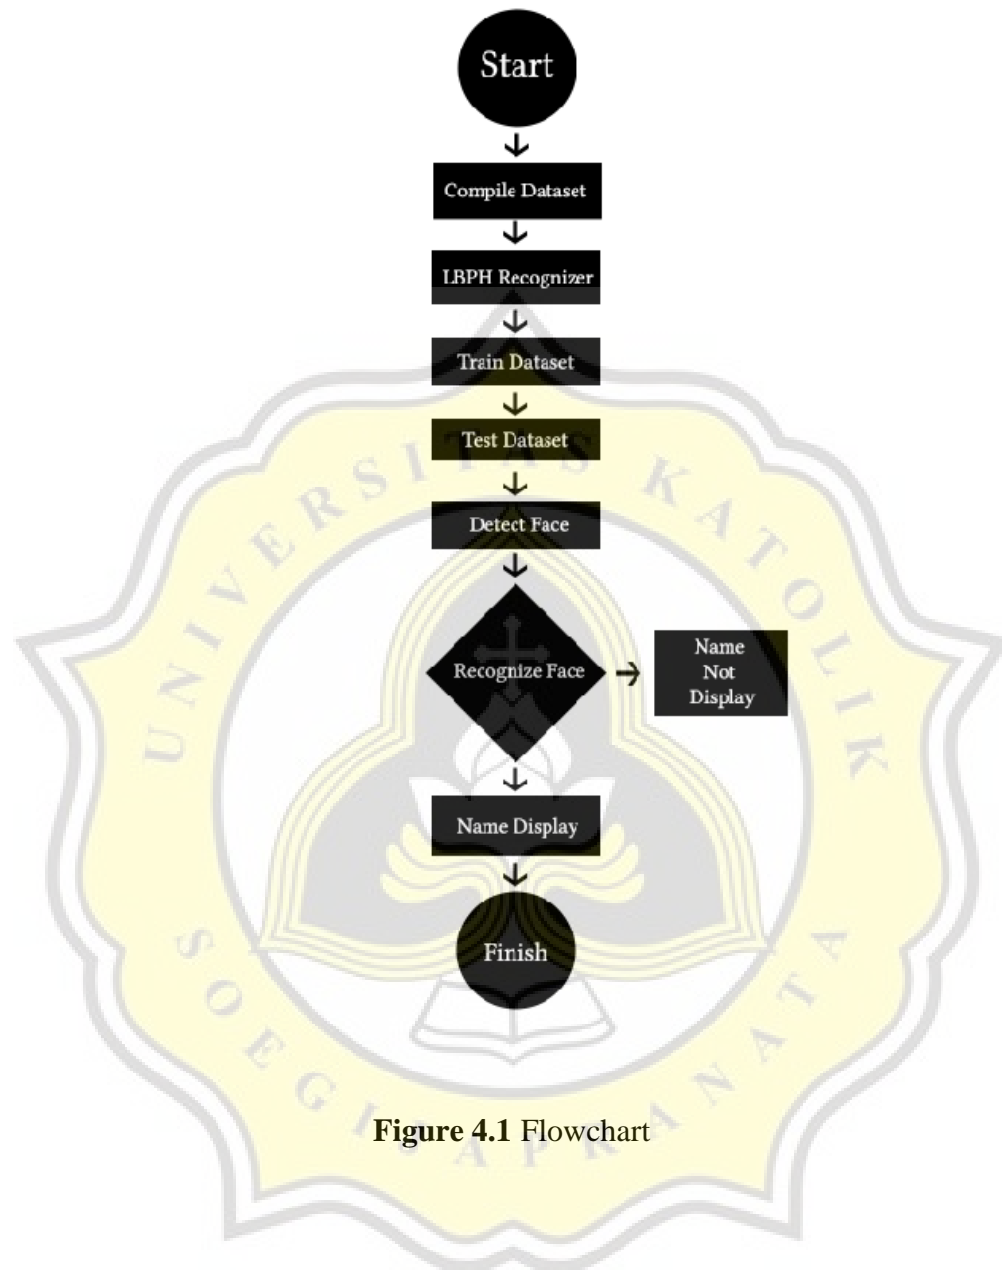 Start
Compile Dataset
LBPH Recognizer
Train Dataset
Test Dataset
Detect Face
Recognize Face
Name
Not
Display
Name Display
Finish
UNIVERSITAS KATOLIK
SOEGIJAPRANATA
Figure 4.1 Flowchart